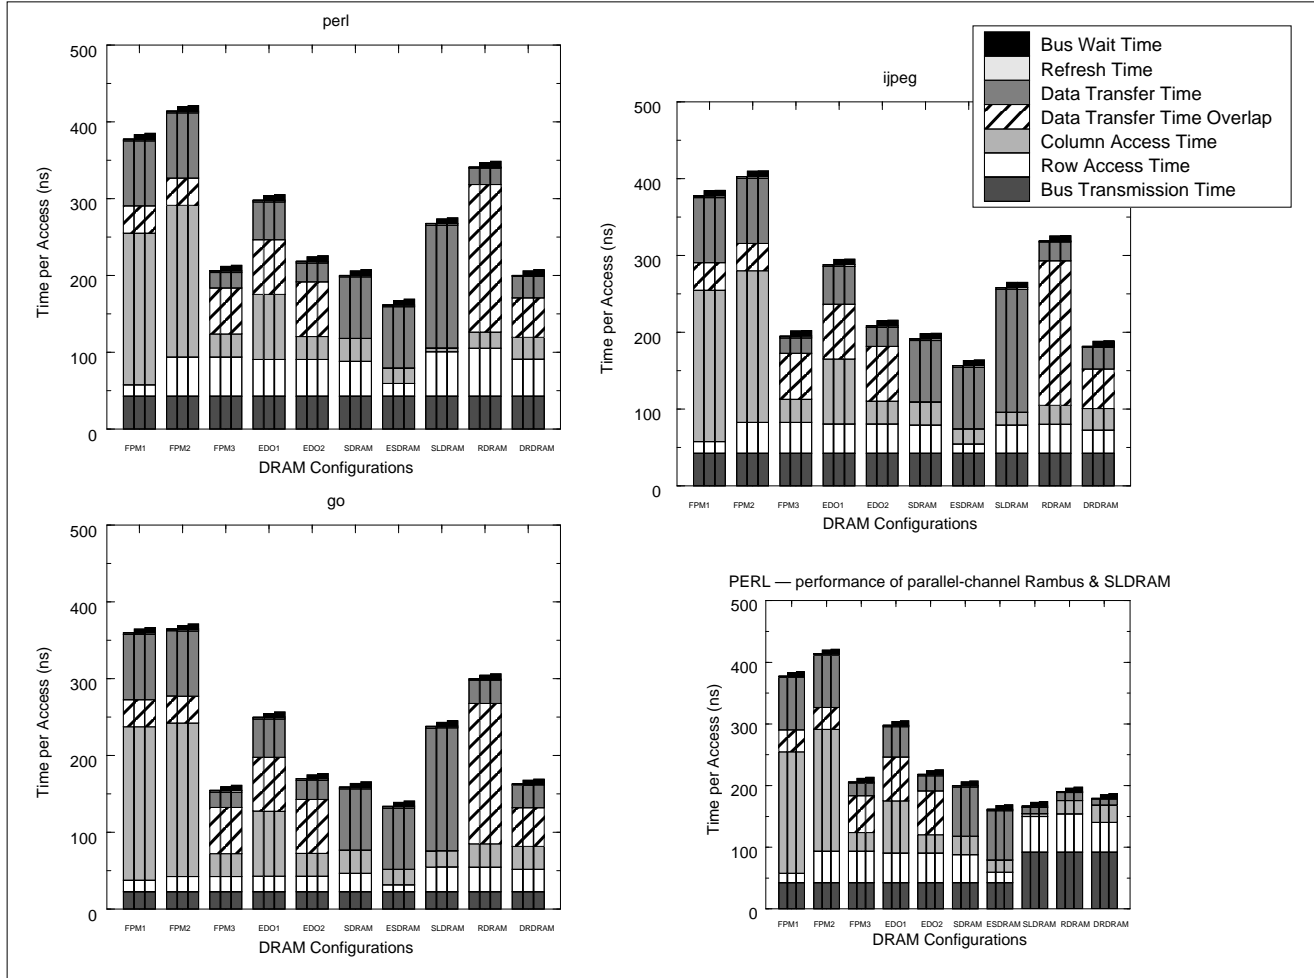 perl
500
400
300
200
100
0
Time per Access (ns)
FPM1 FPM2 FPM3 EDO1 EDO2 SDRAM ESDRAM SLDRAM RDRAM DRDRAM
DRAM Configurations
ijpeg
500
400
300
200
100
0
Time per Access (ns)
FPM1 FPM2 FPM3 EDO1 EDO2 SDRAM ESDRAM SLDRAM RDRAM DRDRAM
DRAM Configurations
Bus Wait Time
Refresh Time
Data Transfer Time
Data Transfer Time Overlap
Column Access Time
Row Access Time
Bus Transmission Time
go
500
400
300
200
100
0
Time per Access (ns)
FPM1 FPM2 FPM3 EDO1 EDO2 SDRAM ESDRAM SLDRAM RDRAM DRDRAM
DRAM Configurations
PERL — performance of parallel-channel Rambus & SLDRAM
500
400
300
200
100
0
Time per Access (ns)
FPM1 FPM2 FPM3 EDO1 EDO2 SDRAM ESDRAM SLDRAM RDRAM DRDRAM
DRAM Configurations